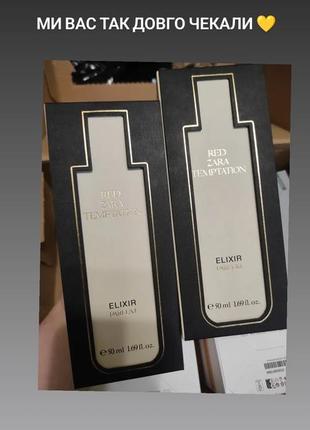 МИ ВАС ТАК ДОВГО ЧЕКАЛИ 💛
RED
ZARA
TEMPTATION
ELIXIR
PARFUM
℮ 50 ml 1.69 fl. oz.
RED
ZARA
TEMPTATION
ELIXIR
PARFUM
℮ 50 ml 1.69 fl. oz.